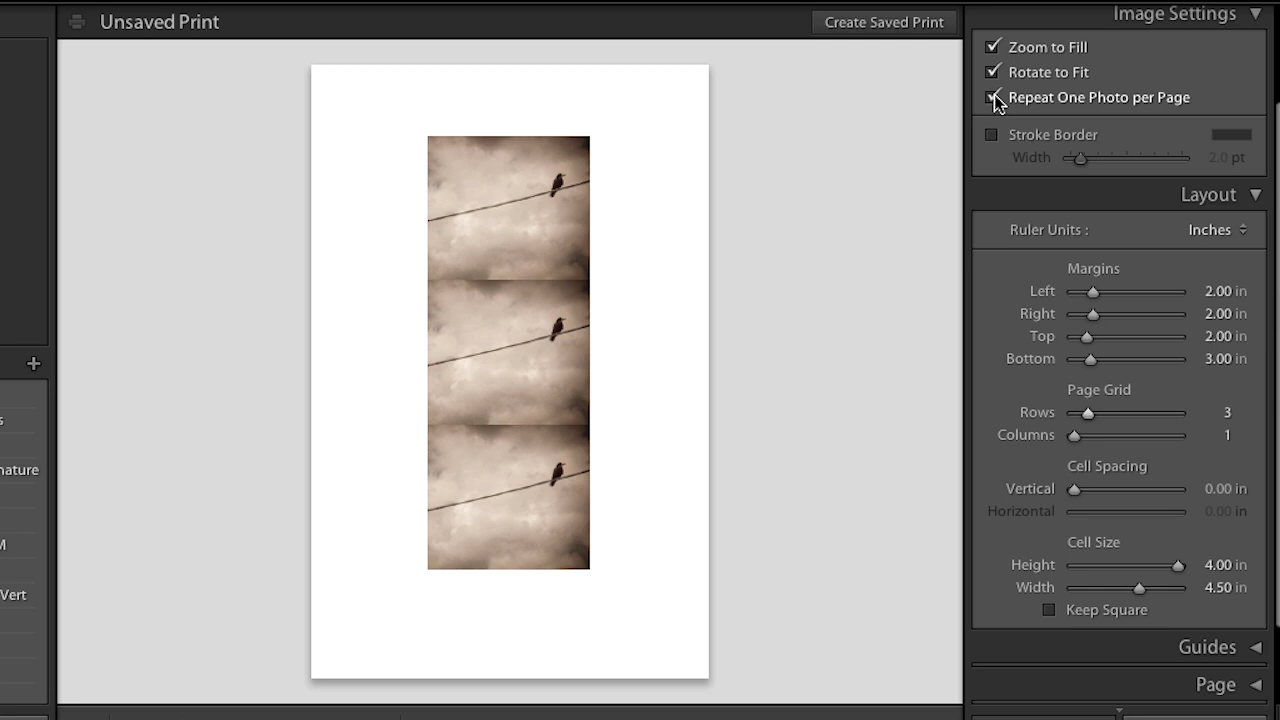 Unsaved Print
Create Saved Print
Image Settings
Zoom to Fill
Rotate to Fit
Repeat One Photo per Page
Stroke Border
Width 2.0 pt
Layout
Ruler Units : Inches
Margins
Left 2.00 in
Right 2.00 in
Top 2.00 in
Bottom 3.00 in
Page Grid
Rows 3
Columns 1
Cell Spacing
Vertical 0.00 in
Horizontal 0.00 in
Cell Size
Height 4.00 in
Width 4.50 in
Keep Square
Guides
Page
s
nature
M
Vert